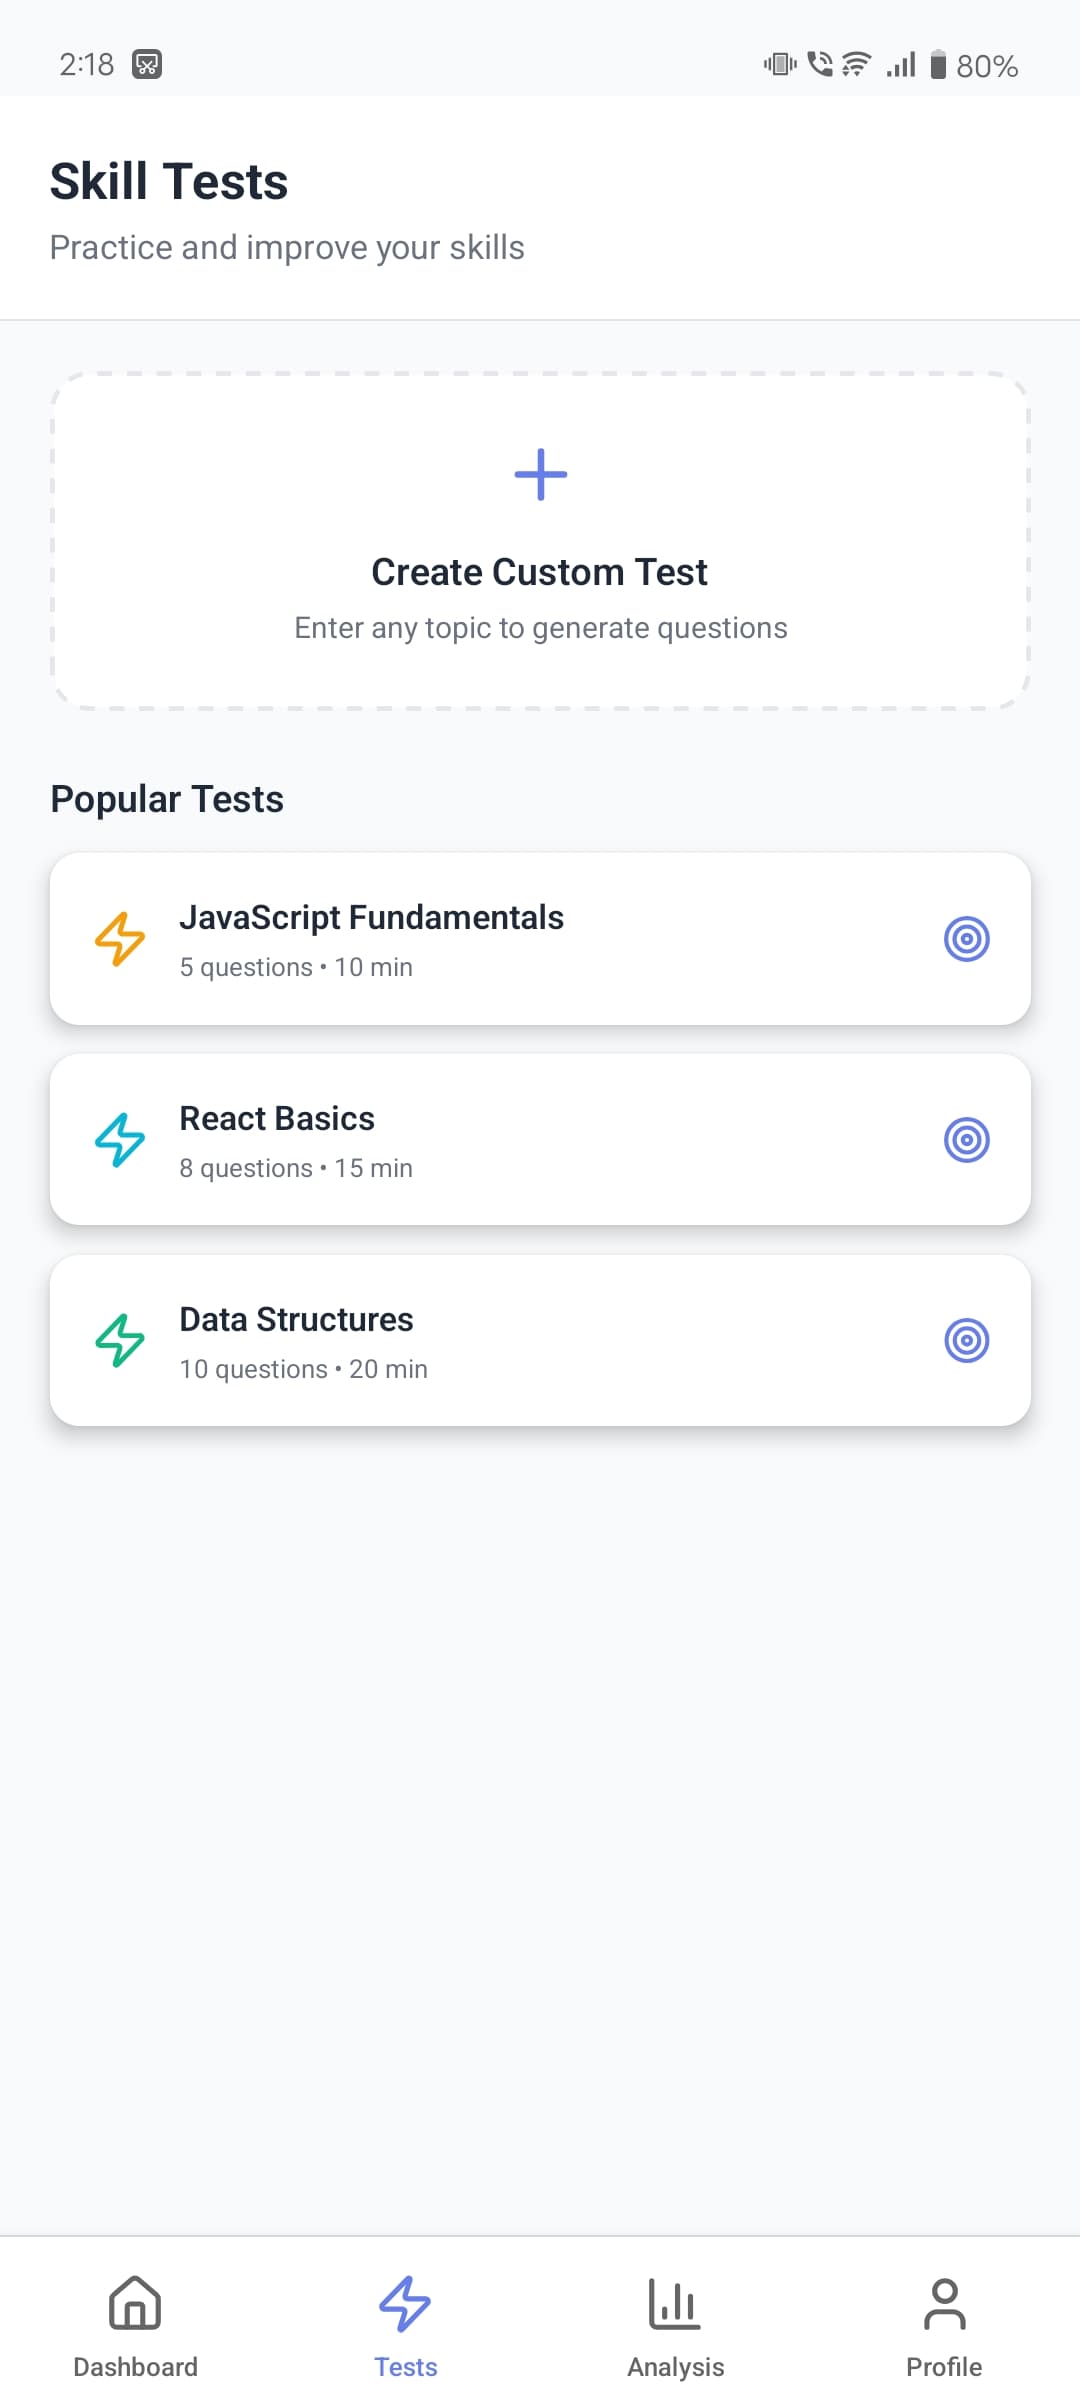 2:18
80%
Skill Tests
Practice and improve your skills
Create Custom Test
Enter any topic to generate questions
Popular Tests
JavaScript Fundamentals
5 questions • 10 min
React Basics
8 questions • 15 min
Data Structures
10 questions • 20 min
Dashboard
Tests
Analysis
Profile